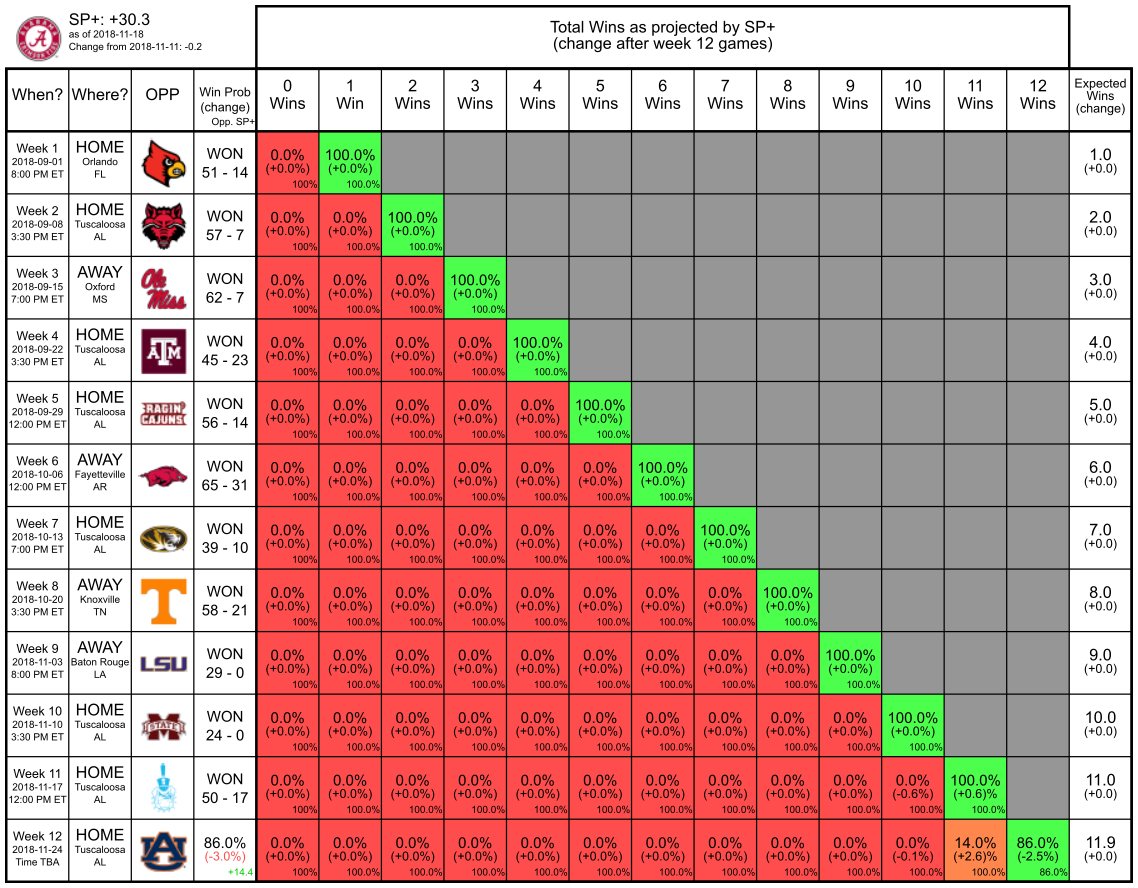 ALABAMA A CRIMSON TIDE
SP+: +30.3
as of 2018-11-18
Change from 2018-11-11: -0.2
Total Wins as projected by SP+
(change after week 12 games)
When? Where? OPP Win Prob (change) Opp. SP+ 0 Wins 1 Win 2 Wins 3 Wins 4 Wins 5 Wins 6 Wins 7 Wins 8 Wins 9 Wins 10 Wins 11 Wins 12 Wins Expected Wins (change)
Week 1 HOME WON 0.0% 100.0% 1.0
2018-09-01 Orlando (+0.0%) (+0.0%) (+0.0)
8:00 PM ET FL 51 - 14
100% 100.0%
Week 2 HOME WON 0.0% 0.0% 100.0% 2.0
2018-09-08 Tuscaloosa (+0.0%) (+0.0%) (+0.0%) (+0.0)
3:30 PM ET AL 57 - 7
100% 100.0% 100.0%
Week 3 AWAY Ole WON 0.0% 0.0% 0.0% 100.0% 3.0
2018-09-15 Oxford Miss (+0.0%) (+0.0%) (+0.0%) (+0.0%) (+0.0)
7:00 PM ET MS 62 - 7
100% 100.0% 100.0% 100.0%
Week 4 HOME ATM WON 0.0% 0.0% 0.0% 0.0% 100.0% 4.0
2018-09-22 Tuscaloosa (+0.0%) (+0.0%) (+0.0%) (+0.0%) (+0.0%) (+0.0)
3:30 PM ET AL 45 - 23
100% 100.0% 100.0% 100.0% 100.0%
Week 5 HOME RAGIN WON 0.0% 0.0% 0.0% 0.0% 0.0% 100.0% 5.0
2018-09-29 Tuscaloosa CAJUNS (+0.0%) (+0.0%) (+0.0%) (+0.0%) (+0.0%) (+0.0%) (+0.0)
12:00 PM ET AL 56 - 14
100% 100.0% 100.0% 100.0% 100.0% 100.0%
Week 6 AWAY WON 0.0% 0.0% 0.0% 0.0% 0.0% 0.0% 100.0% 6.0
2018-10-06 Fayetteville (+0.0%) (+0.0%) (+0.0%) (+0.0%) (+0.0%) (+0.0%) (+0.0%) (+0.0)
12:00 PM ET AR 65 - 31
100% 100.0% 100.0% 100.0% 100.0% 100.0% 100.0%
Week 7 HOME WON 0.0% 0.0% 0.0% 0.0% 0.0% 0.0% 0.0% 100.0% 7.0
2018-10-13 Tuscaloosa (+0.0%) (+0.0%) (+0.0%) (+0.0%) (+0.0%) (+0.0%) (+0.0%) (+0.0%) (+0.0)
7:00 PM ET AL 39 - 10
100% 100.0% 100.0% 100.0% 100.0% 100.0% 100.0% 100.0%
Week 8 AWAY T WON 0.0% 0.0% 0.0% 0.0% 0.0% 0.0% 0.0% 0.0% 100.0% 8.0
2018-10-20 Knoxville (+0.0%) (+0.0%) (+0.0%) (+0.0%) (+0.0%) (+0.0%) (+0.0%) (+0.0%) (+0.0%) (+0.0)
3:30 PM ET TN 58 - 21
100% 100.0% 100.0% 100.0% 100.0% 100.0% 100.0% 100.0% 100.0%
Week 9 AWAY LSU WON 0.0% 0.0% 0.0% 0.0% 0.0% 0.0% 0.0% 0.0% 0.0% 100.0% 9.0
2018-11-03 Baton Rouge (+0.0%) (+0.0%) (+0.0%) (+0.0%) (+0.0%) (+0.0%) (+0.0%) (+0.0%) (+0.0%) (+0.0%) (+0.0)
8:00 PM ET LA 29 - 0
100% 100.0% 100.0% 100.0% 100.0% 100.0% 100.0% 100.0% 100.0% 100.0%
Week 10 HOME STATE WON 0.0% 0.0% 0.0% 0.0% 0.0% 0.0% 0.0% 0.0% 0.0% 0.0% 100.0% 10.0
2018-11-10 Tuscaloosa (+0.0%) (+0.0%) (+0.0%) (+0.0%) (+0.0%) (+0.0%) (+0.0%) (+0.0%) (+0.0%) (+0.0%) (+0.0%) (+0.0)
3:30 PM ET AL 24 - 0
100% 100.0% 100.0% 100.0% 100.0% 100.0% 100.0% 100.0% 100.0% 100.0% 100.0%
Week 11 HOME WON 0.0% 0.0% 0.0% 0.0% 0.0% 0.0% 0.0% 0.0% 0.0% 0.0% 0.0% 100.0% 11.0
2018-11-17 Tuscaloosa (+0.0%) (+0.0%) (+0.0%) (+0.0%) (+0.0%) (+0.0%) (+0.0%) (+0.0%) (+0.0%) (+0.0%) (-0.6%) (+0.6)% (+0.0)
12:00 PM ET AL 50 - 17
100% 100.0% 100.0% 100.0% 100.0% 100.0% 100.0% 100.0% 100.0% 100.0% 100.0% 100.0%
Week 12 HOME AU 86.0% 0.0% 0.0% 0.0% 0.0% 0.0% 0.0% 0.0% 0.0% 0.0% 0.0% 0.0% 14.0% 86.0% 11.9
2018-11-24 Tuscaloosa (-3.0%) (+0.0%) (+0.0%) (+0.0%) (+0.0%) (+0.0%) (+0.0%) (+0.0%) (+0.0%) (+0.0%) (+0.0%) (-0.1%) (+2.6)% (-2.5%) (+0.0)
Time TBA AL
+14.4 100% 100.0% 100.0% 100.0% 100.0% 100.0% 100.0% 100.0% 100.0% 100.0% 100.0% 100.0% 86.0%